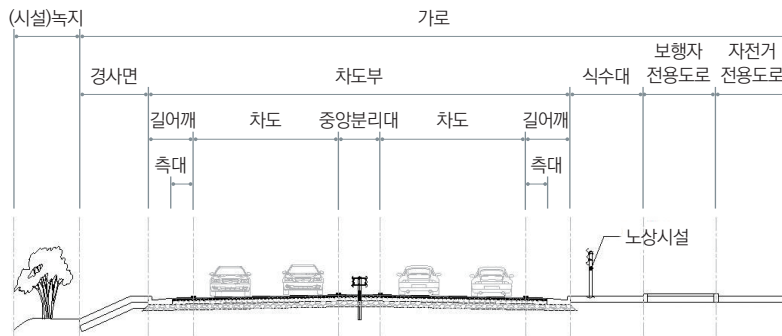 (시설)녹지 가로
경사면 차도부 식수대 보행자 전용도로 자전거 전용도로
길어깨 차도 중앙분리대 차도 길어깨
측대 측대
노상시설